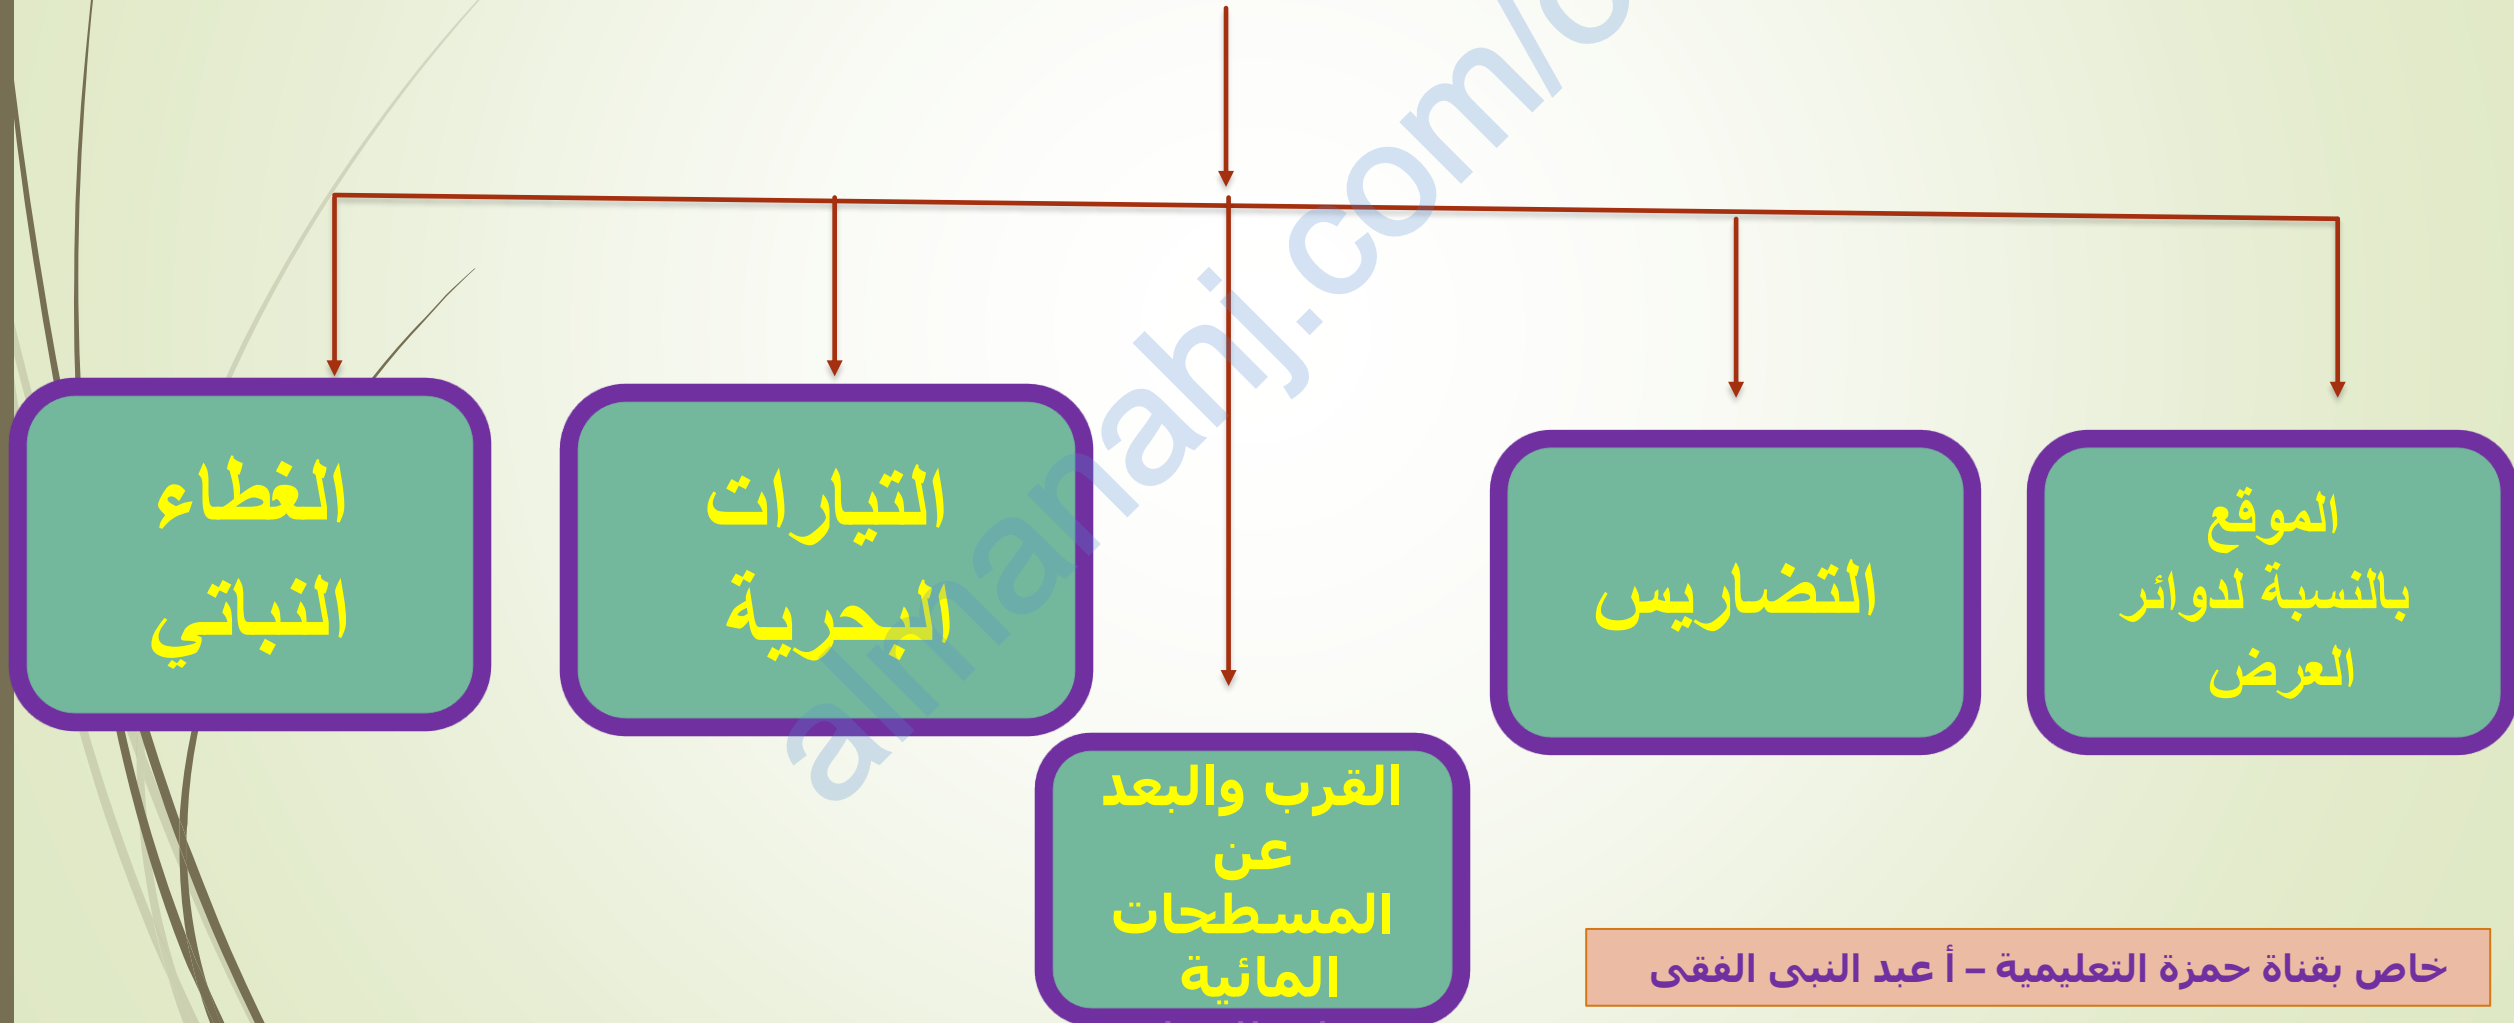 الموقع
بالنسبة لدوائر
العرض
التضاريس
القرب والبعد
عن
المسطحات
المائية
التيارات
البحرية
الغطاء
النباتي
خاص بقناة حمزة التعليمية – أ عبد النبى الفقى
almanahj.com/